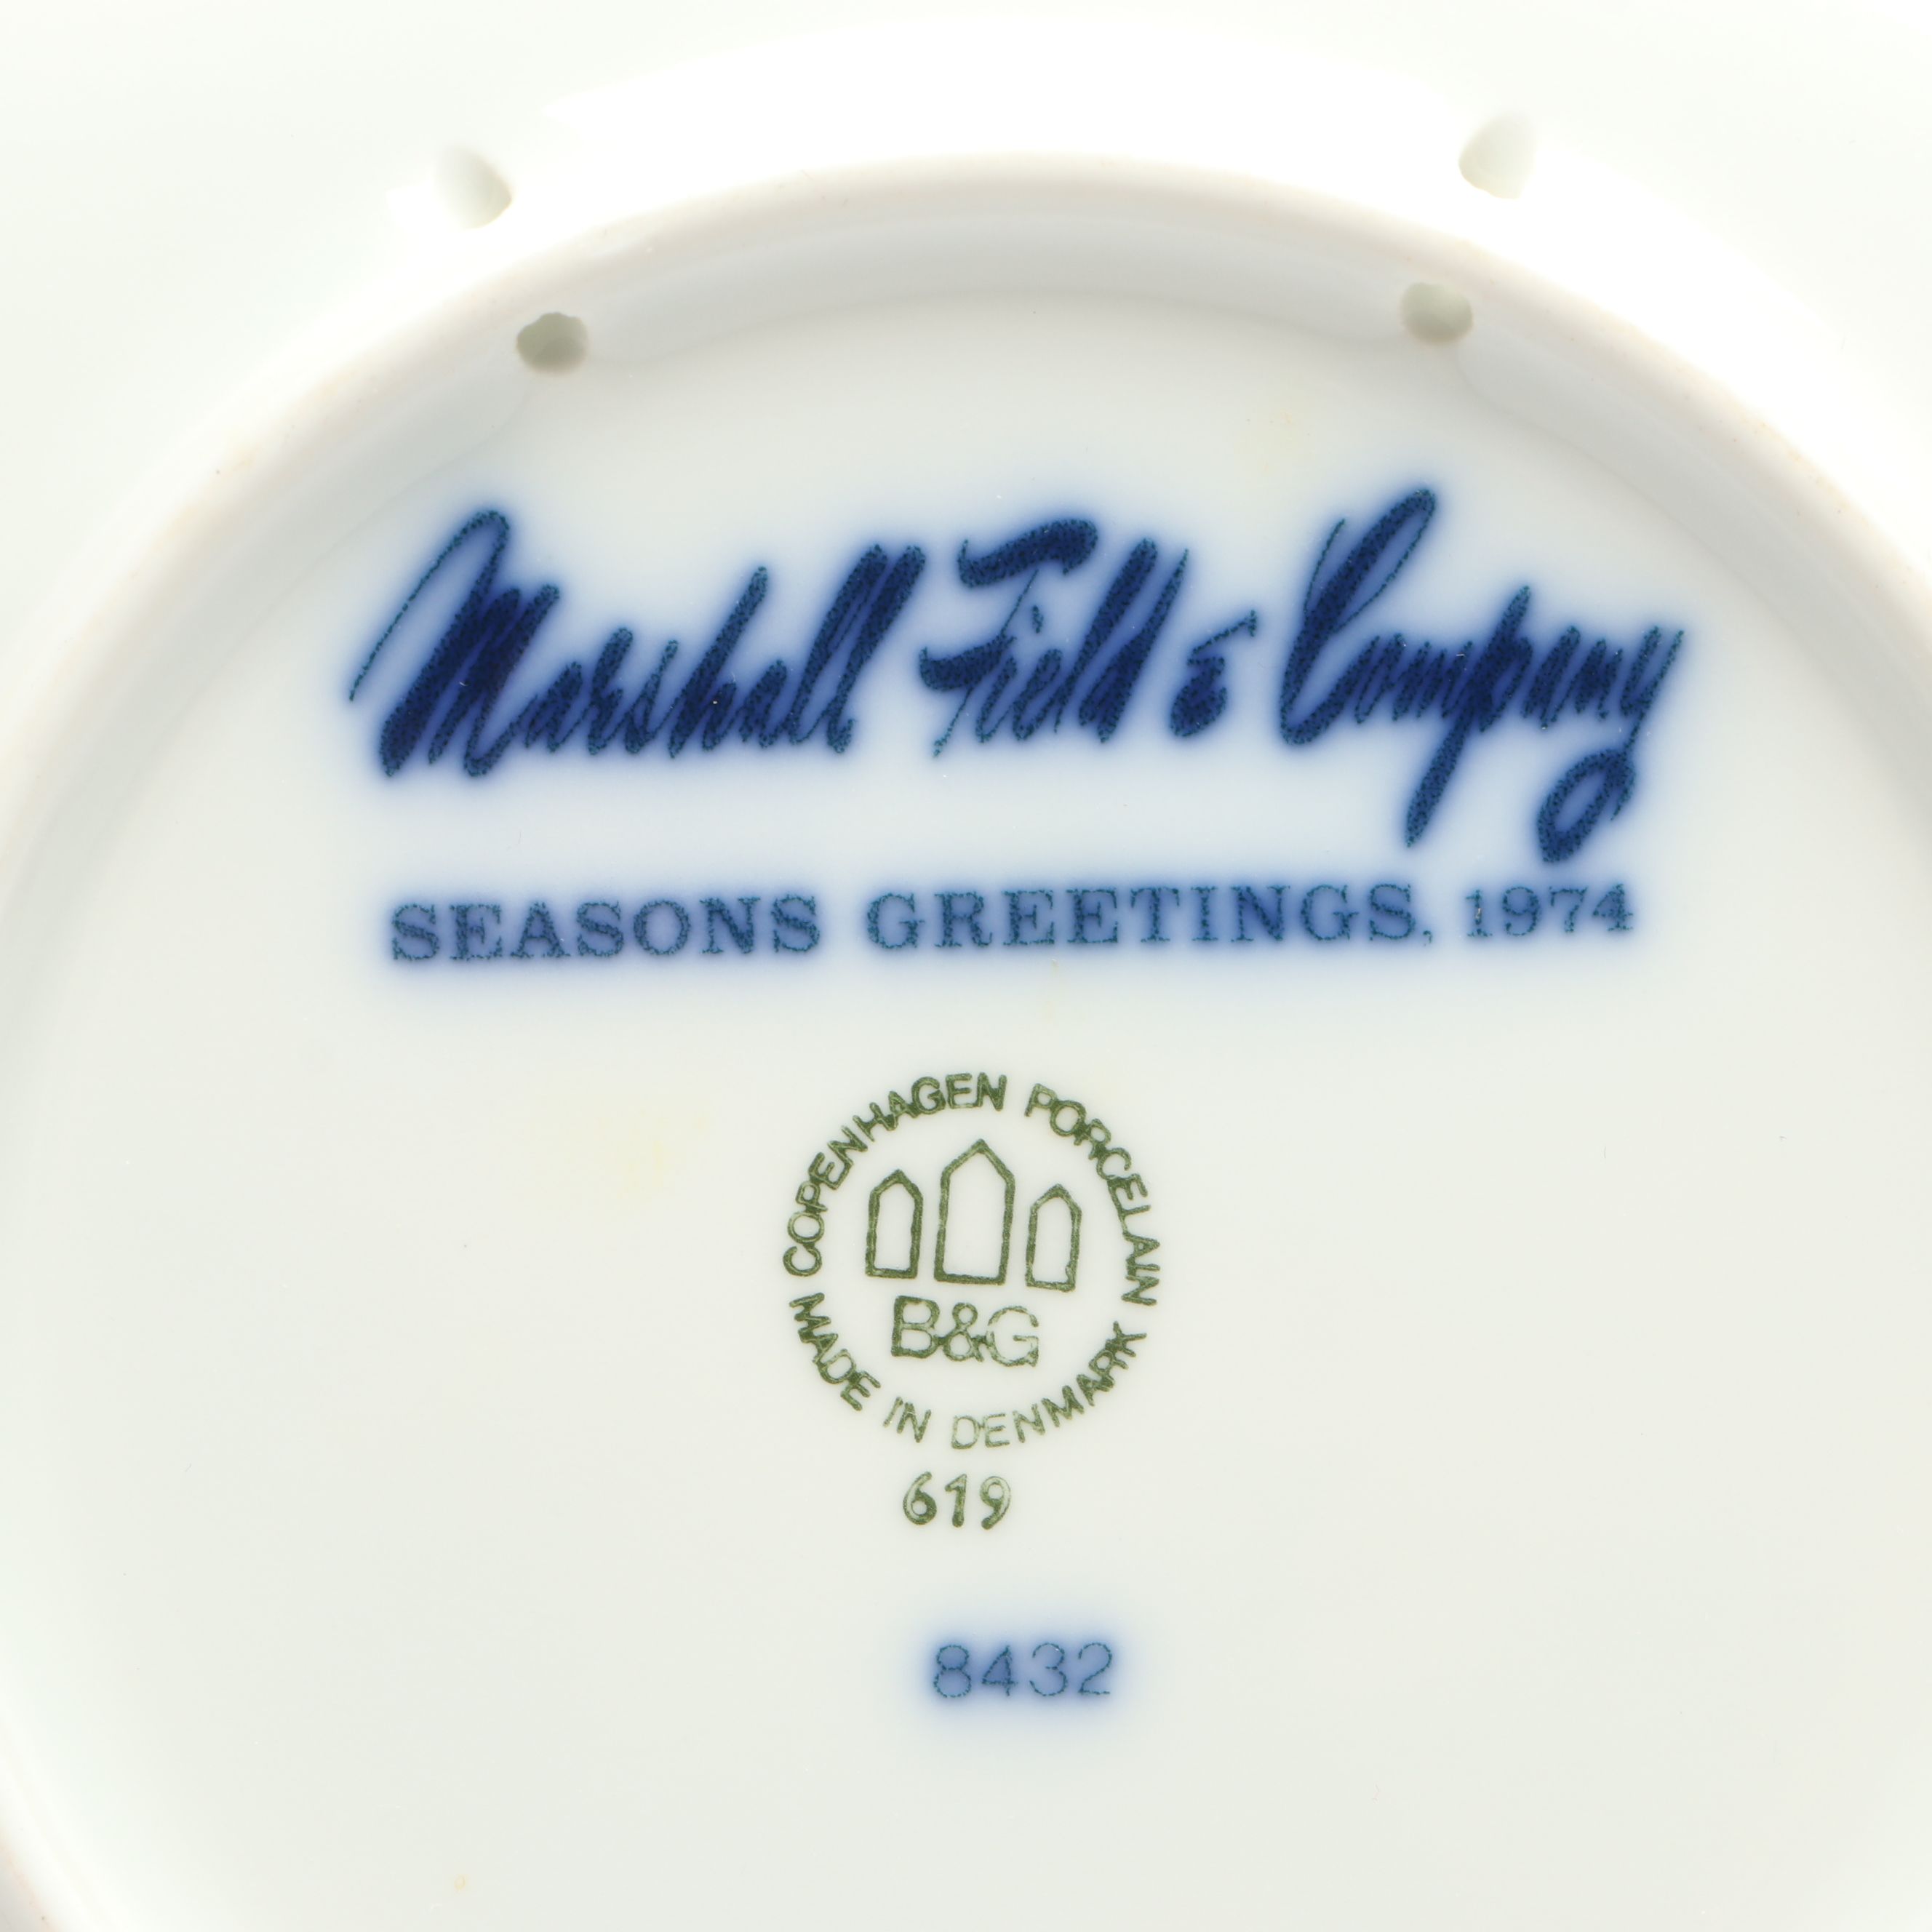 Marshall Field & Company
SEASONS GREETINGS, 1974
COPENHAGEN PORCELAIN
B&G
MADE IN DENMARK
619
8432